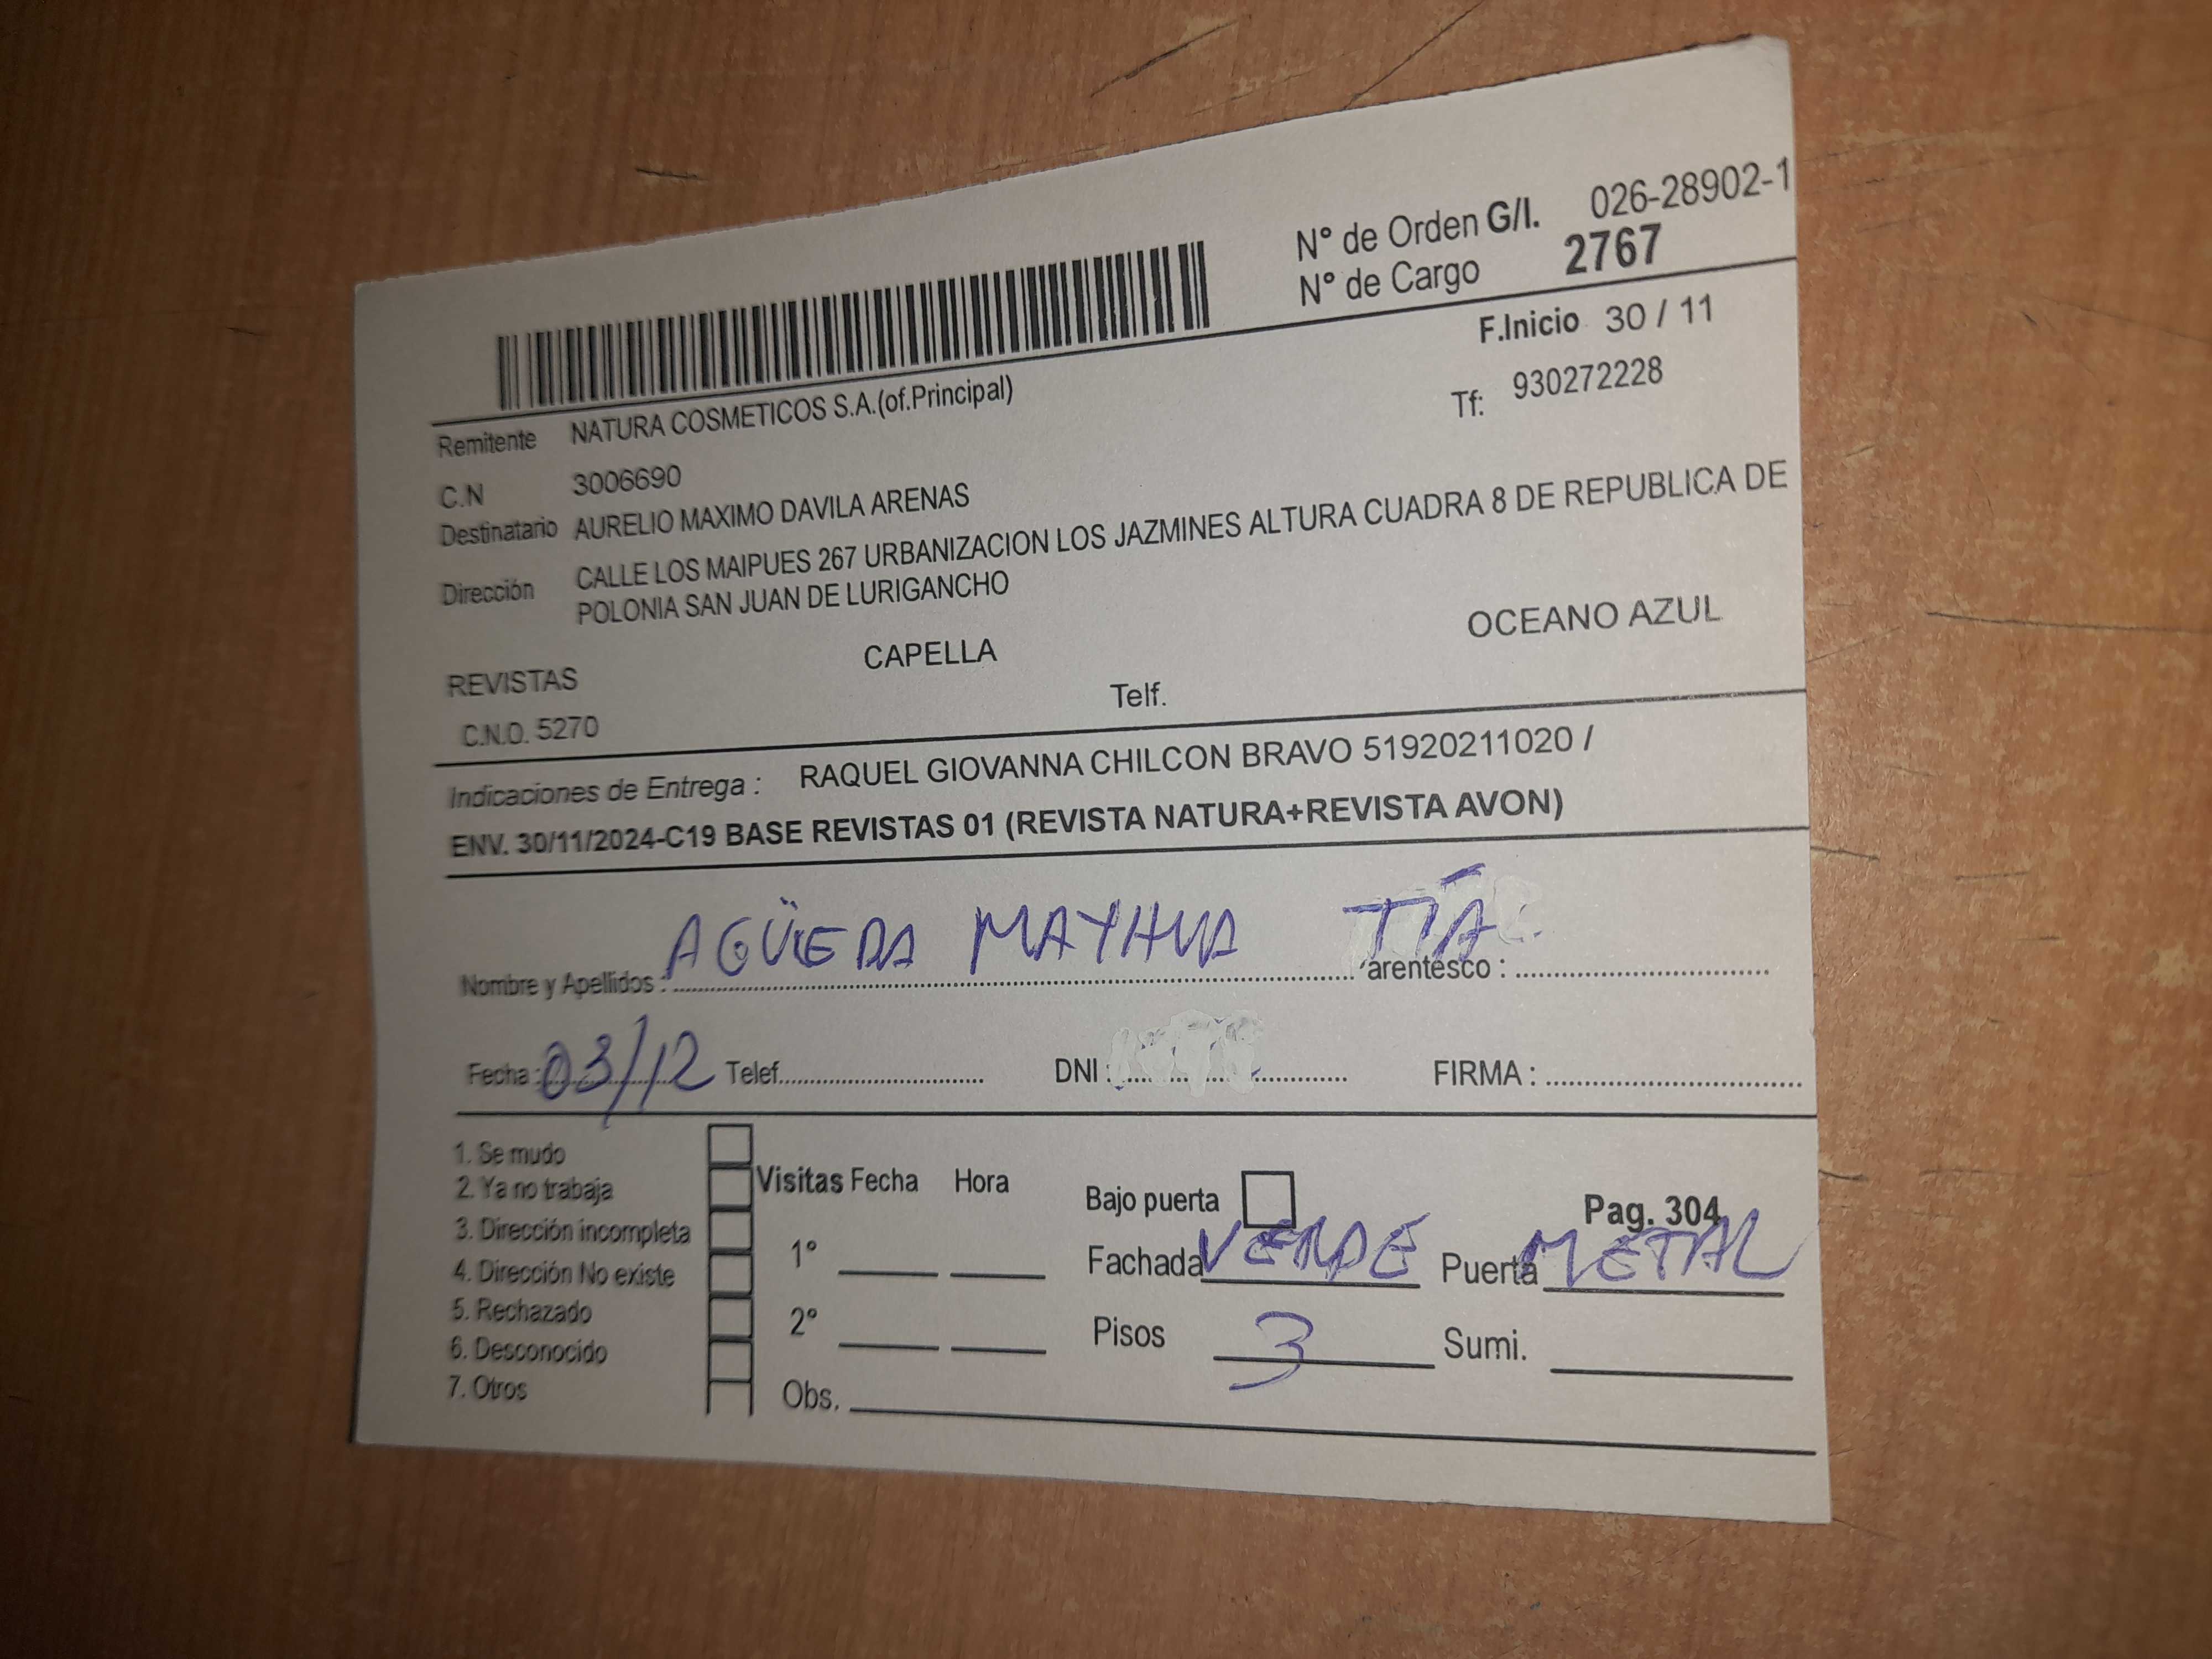 N° de Orden G/I. 026-28902-1
N° de Cargo 2767
F.Inicio 30 / 11
Remitente NATURA COSMETICOS S.A.(of.Principal)
Tf: 930272228
C.N 3006690
Destinatario AURELIO MAXIMO DAVILA ARENAS
Dirección CALLE LOS MAIPUES 267 URBANIZACION LOS JAZMINES ALTURA CUADRA 8 DE REPUBLICA DE
POLONIA SAN JUAN DE LURIGANCHO
REVISTAS CAPELLA OCEANO AZUL
C.N.O. 5270 Telf.
Indicaciones de Entrega : RAQUEL GIOVANNA CHILCON BRAVO 51920211020 /
ENV. 30/11/2024-C19 BASE REVISTAS 01 (REVISTA NATURA+REVISTA AVON)
Nombre y Apellidos : AGÜEDA MAYHUA TÍA arentesco :
Fecha : 03/12 Telef. DNI : FIRMA :
1. Se mudo
2. Ya no trabaja
3. Dirección incompleta
4. Dirección No existe
5. Rechazado
6. Desconocido
7. Otros
Visitas Fecha Hora
1°
2°
Obs.
Bajo puerta Pag. 304
Fachada VERDE Puerta METAL
Pisos 3 Sumi.